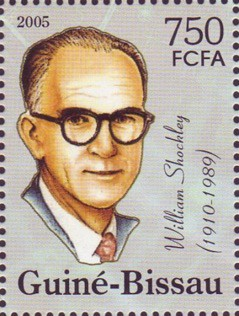 2005
750
FCFA
William Shockley
(1910-1989)
Guiné-Bissau